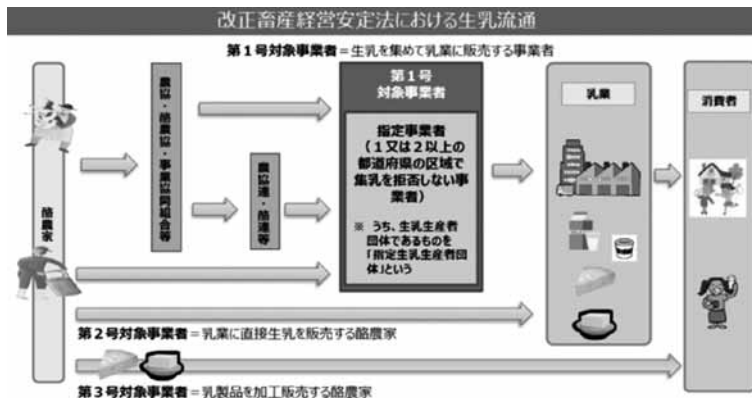 改正畜産経営安定法における生乳流通
第１号対象事業者＝生乳を集めて乳業に販売する事業者
酪農家
農協・酪農協・事業協同組合等
農協連・酪連等
第１号
対象事業者
指定事業者
（１又は２以上の
都道府県の区域で
集乳を拒否しない事
業者）
※ うち、生乳生産者
団体であるものを
「指定生乳生産者団
体」という
乳業
消費者
第２号対象事業者＝乳業に直接生乳を販売する酪農家
第３号対象事業者＝乳製品を加工販売する酪農家